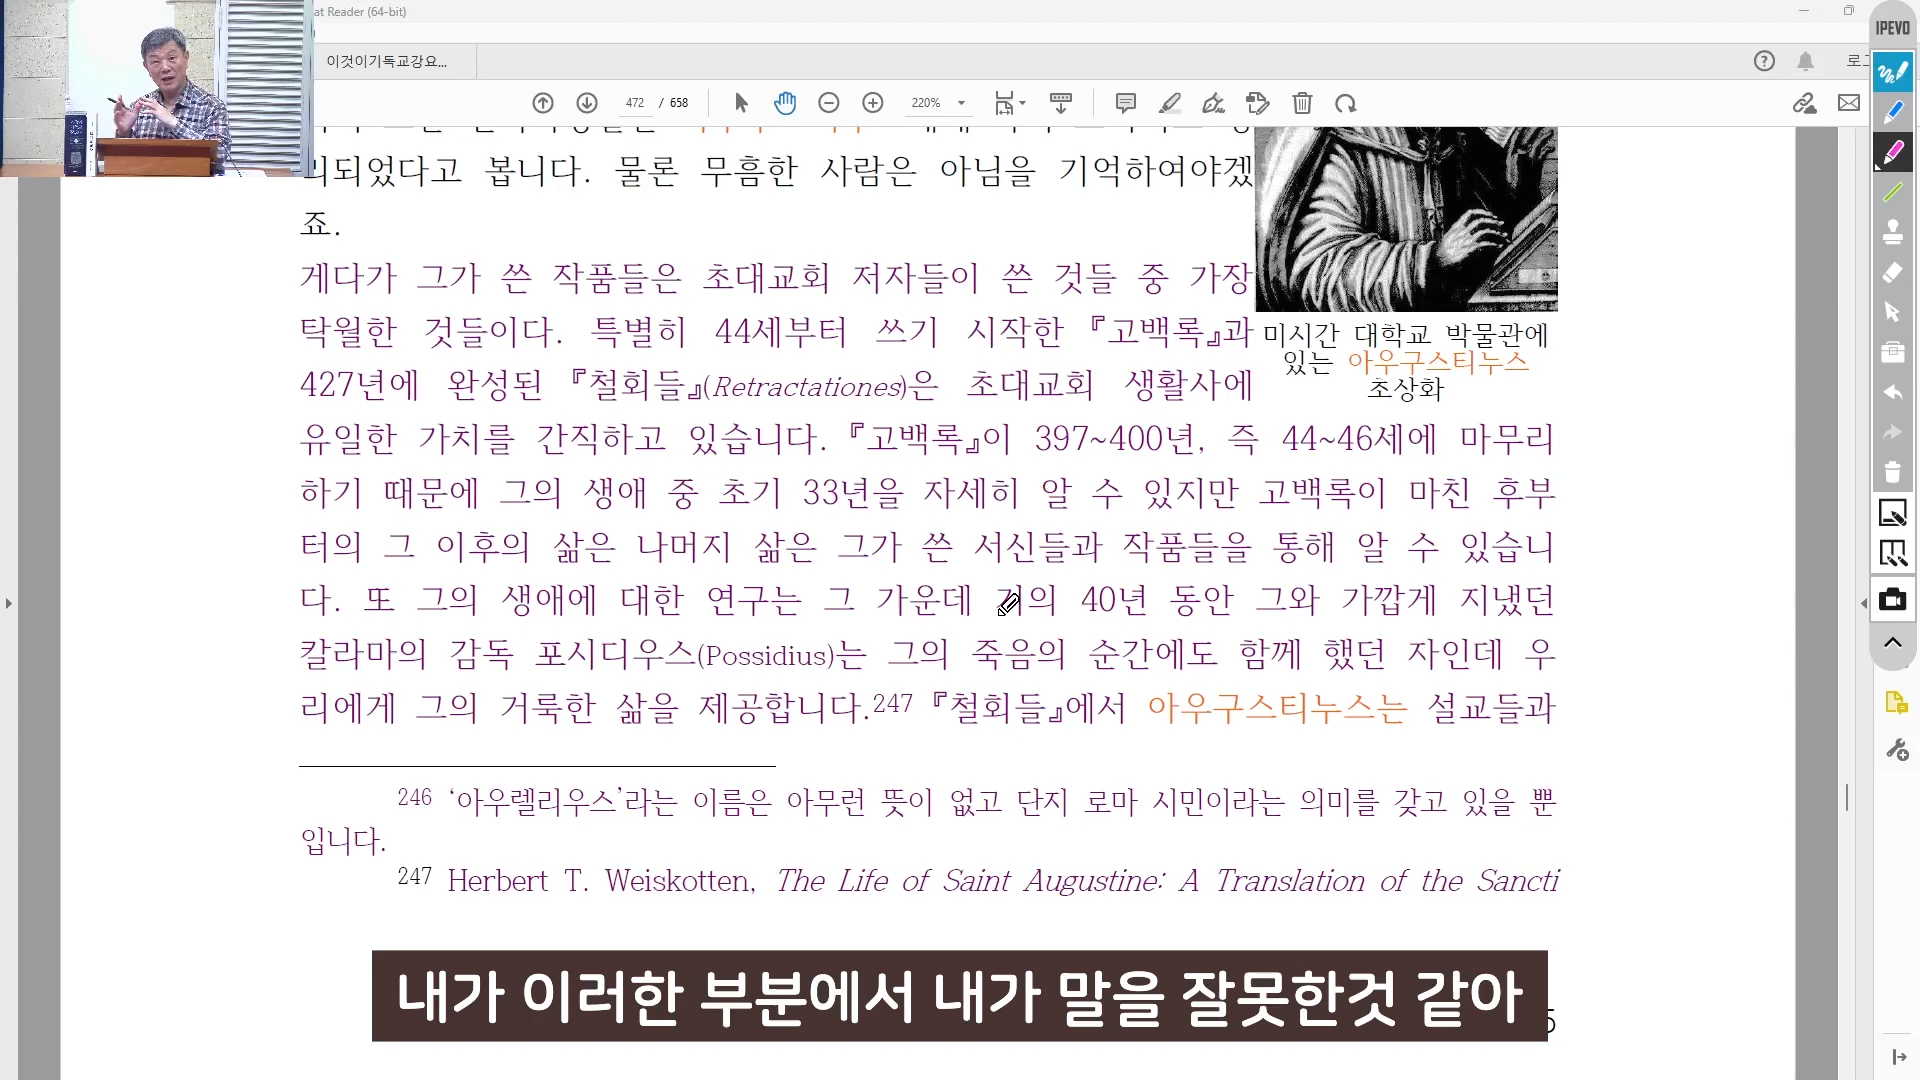 at Reader (64-bit)
이것이기독교강요...
로그
472 / 658
220%
IPEVO
리되었다고 봅니다. 물론 무흠한 사람은 아님을 기억하여야겠
죠.
게다가 그가 쓴 작품들은 초대교회 저자들이 쓴 것들 중 가장
탁월한 것들이다. 특별히 44세부터 쓰기 시작한 『고백록』과
427년에 완성된 『철회들』(Retractationes)은 초대교회 생활사에
미시간 대학교 박물관에
있는 아우구스티누스
초상화
유일한 가치를 간직하고 있습니다. 『고백록』이 397~400년, 즉 44~46세에 마무리
하기 때문에 그의 생애 중 초기 33년을 자세히 알 수 있지만 고백록이 마친 후부
터의 그 이후의 삶은 나머지 삶은 그가 쓴 서신들과 작품들을 통해 알 수 있습니
다. 또 그의 생애에 대한 연구는 그 가운데 거의 40년 동안 그와 가깝게 지냈던
칼라마의 감독 포시디우스(Possidius)는 그의 죽음의 순간에도 함께 했던 자인데 우
리에게 그의 거룩한 삶을 제공합니다.247 『철회들』에서 아우구스티누스는 설교들과
246 ‘아우렐리우스’라는 이름은 아무런 뜻이 없고 단지 로마 시민이라는 의미를 갖고 있을 뿐
입니다.
247 Herbert T. Weiskotten, The Life of Saint Augustine: A Translation of the Sancti
내가 이러한 부분에서 내가 말을 잘못한것 같아
5